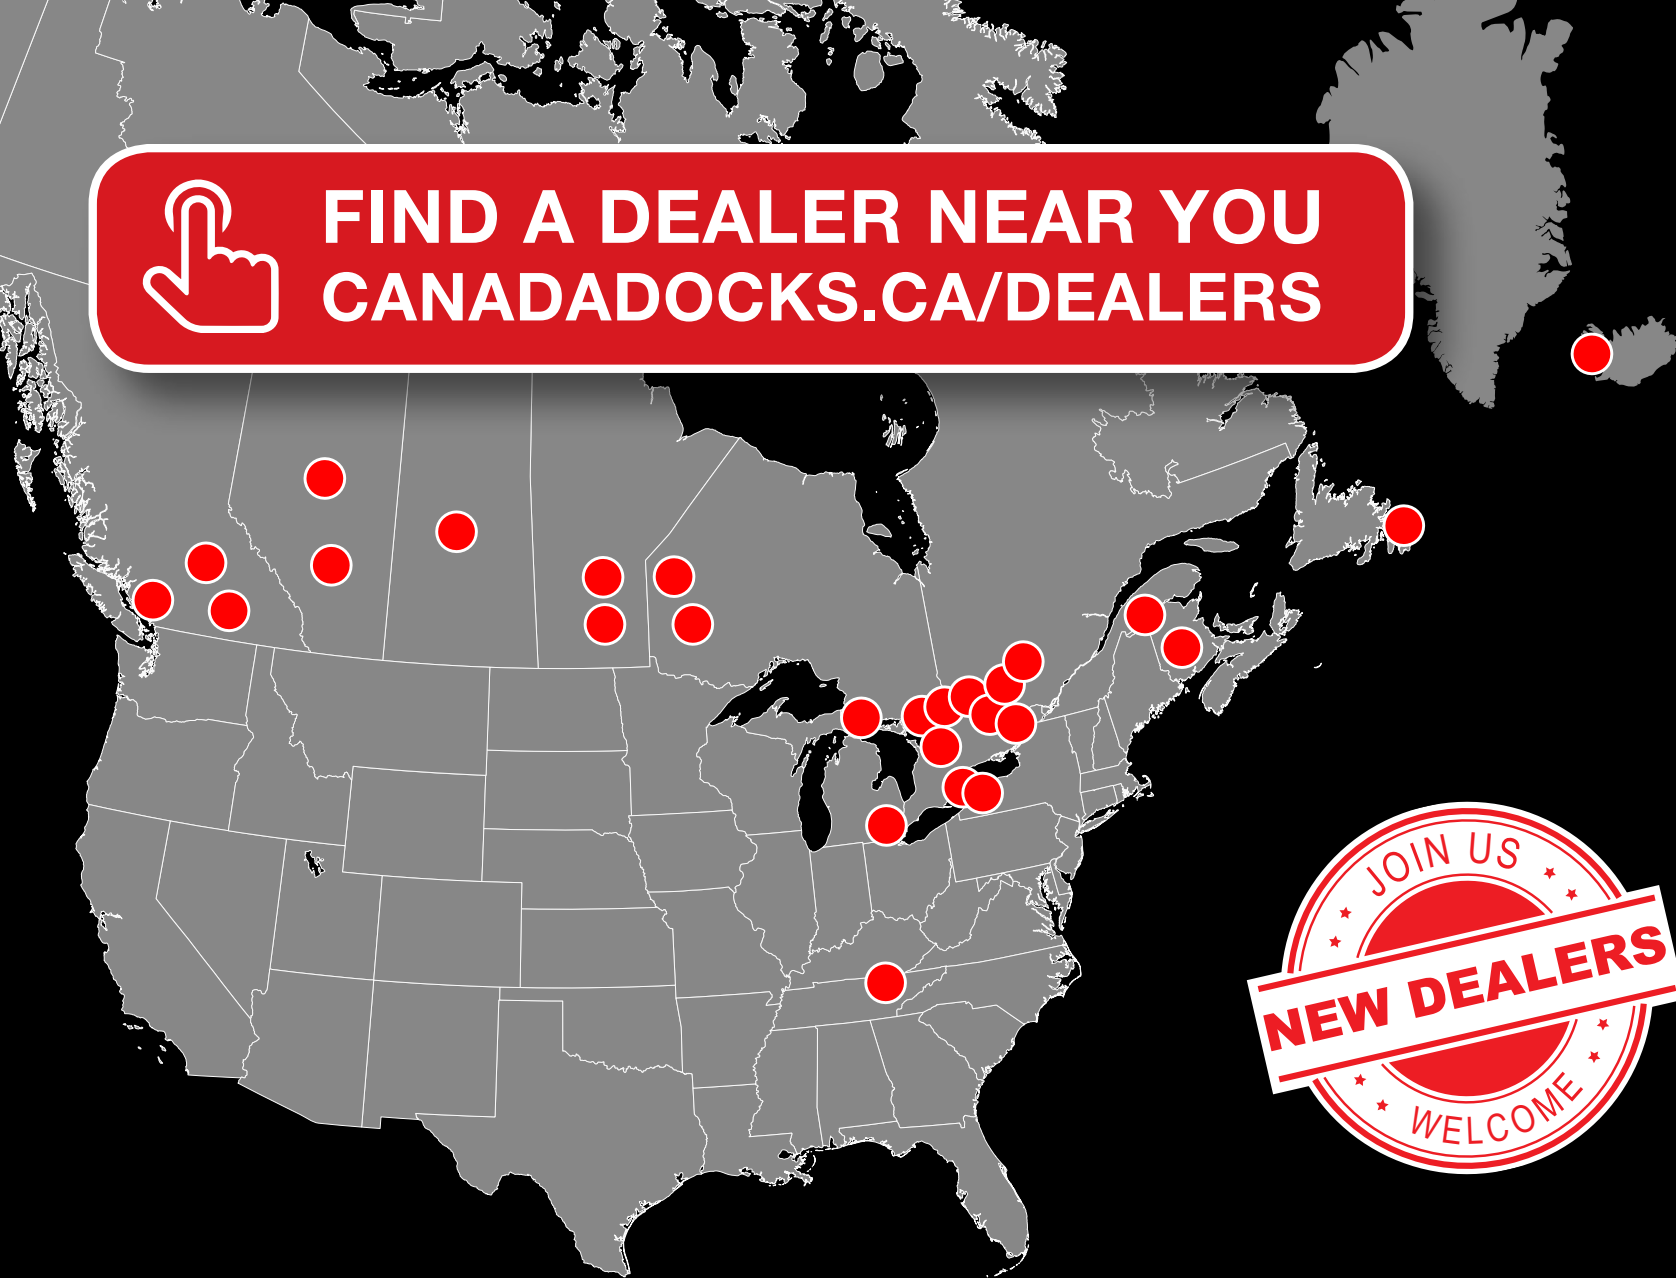 FIND A DEALER NEAR YOU
CANADADOCKS.CA/DEALERS
JOIN US
NEW DEALERS
WELCOME